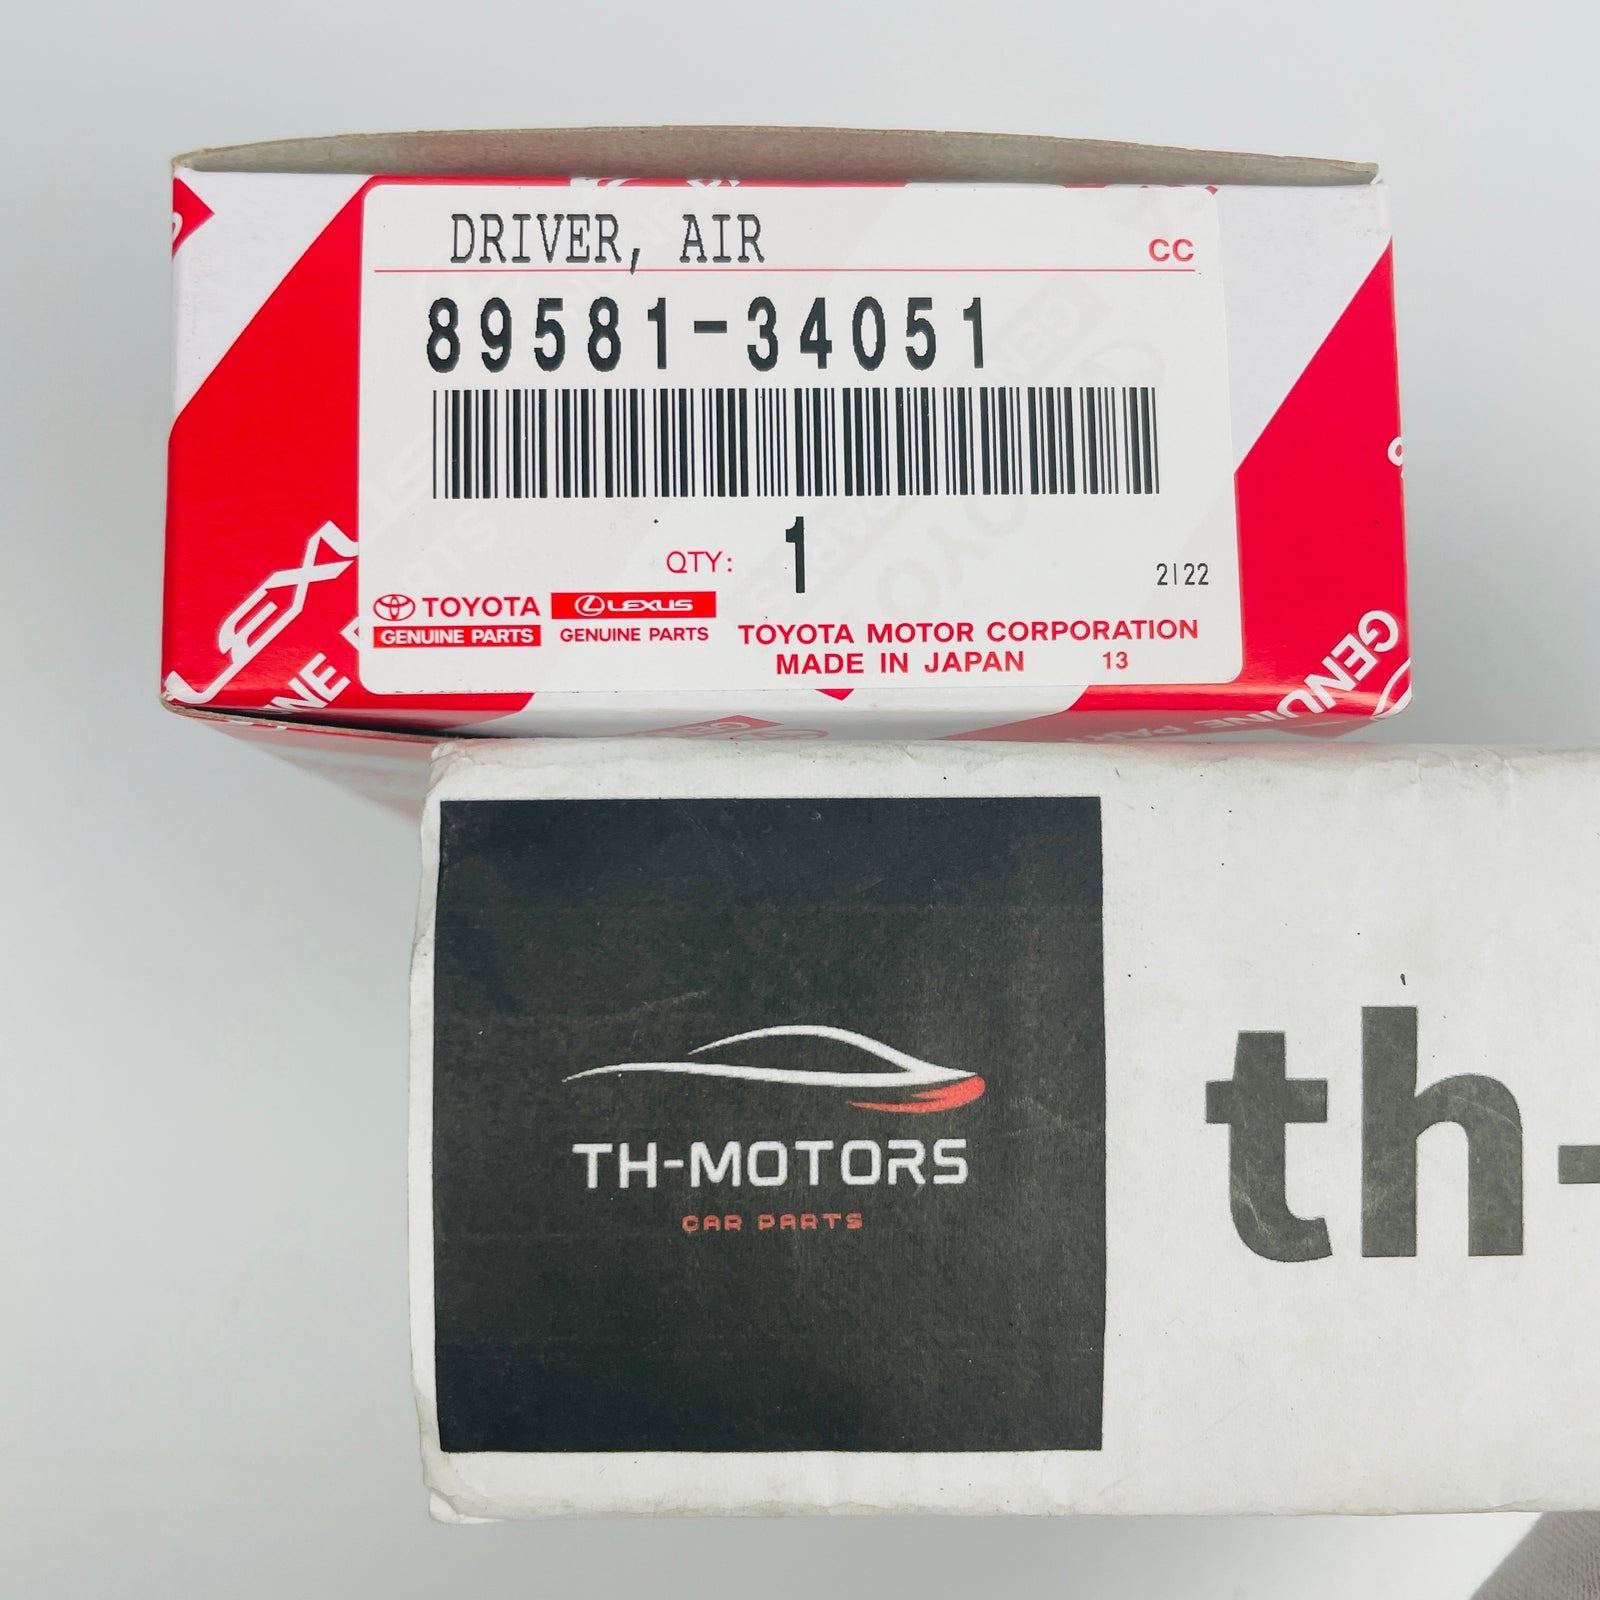 DRIVER, AIR
CC
89581-34051
QTY: 1
2122
TOYOTA
GENUINE PARTS
LEXUS
GENUINE PARTS
TOYOTA MOTOR CORPORATION
MADE IN JAPAN 13
GENUINE
TH-MOTORS
CAR PARTS
th-